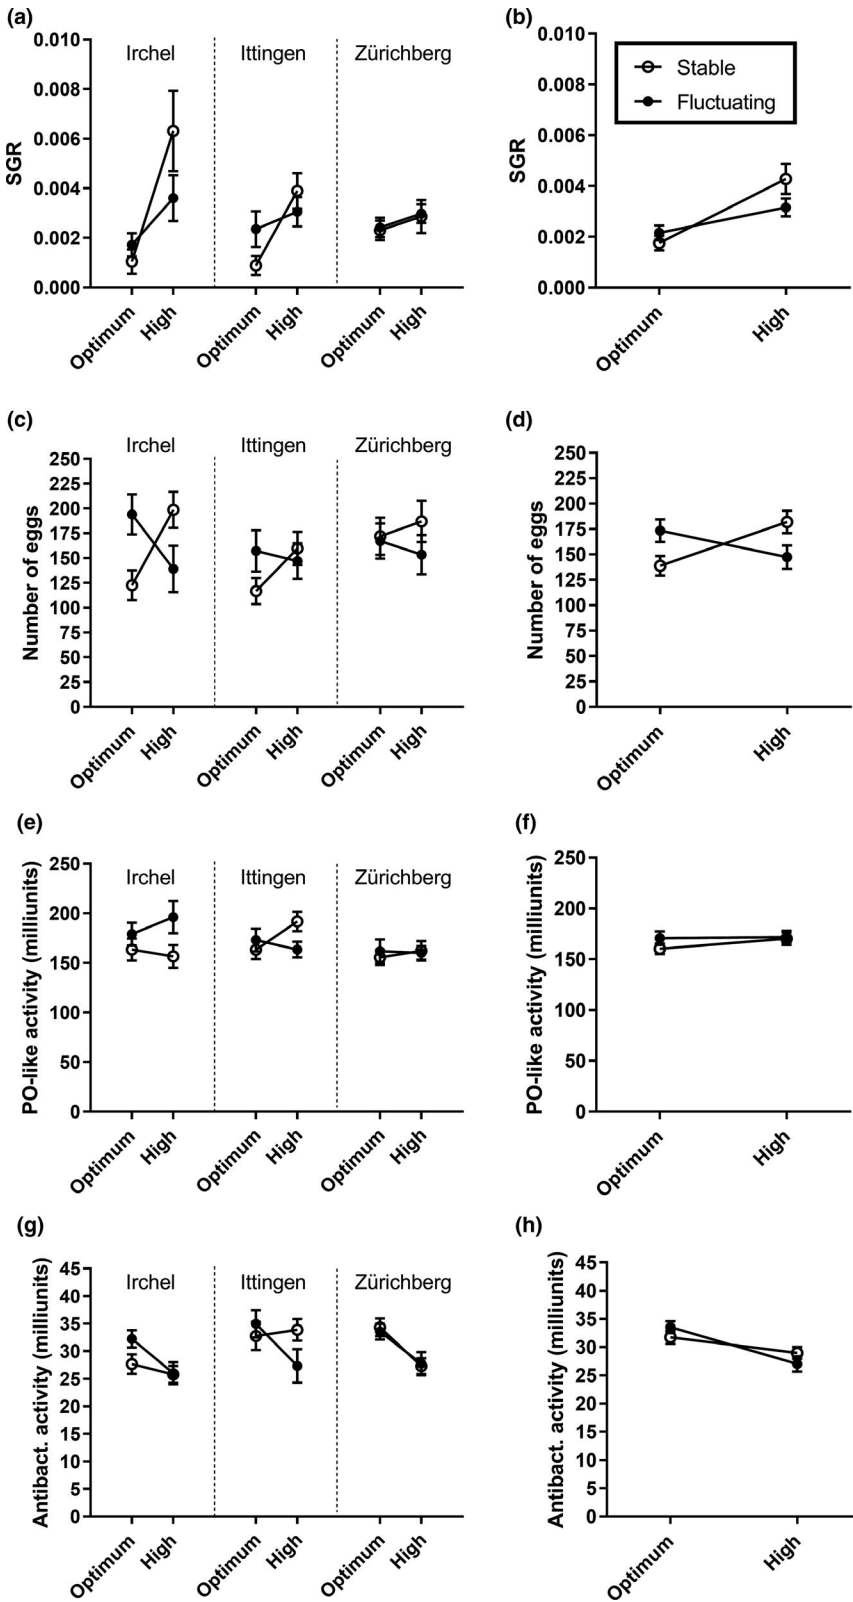 (a)
SGR
0.010
0.008
0.006
0.004
0.002
0.000
Irchel
Ittingen
Zürichberg
Optimum
High
Optimum
High
Optimum
High
(b)
SGR
0.010
0.008
0.006
0.004
0.002
0.000
Stable
Fluctuating
Optimum
High
(c)
Number of eggs
250
225
200
175
150
125
100
75
50
25
0
Irchel
Ittingen
Zürichberg
Optimum
High
Optimum
High
Optimum
High
(d)
Number of eggs
250
225
200
175
150
125
100
75
50
25
0
Optimum
High
(e)
PO-like activity (milliunits)
250
200
150
100
50
0
Irchel
Ittingen
Zürichberg
Optimum
High
Optimum
High
Optimum
High
(f)
PO-like activity (milliunits)
250
200
150
100
50
0
Optimum
High
(g)
Antibact. activity (milliunits)
45
40
35
30
25
20
15
10
5
0
Irchel
Ittingen
Zürichberg
Optimum
High
Optimum
High
Optimum
High
(h)
Antibact. activity (milliunits)
45
40
35
30
25
20
15
10
5
0
Optimum
High